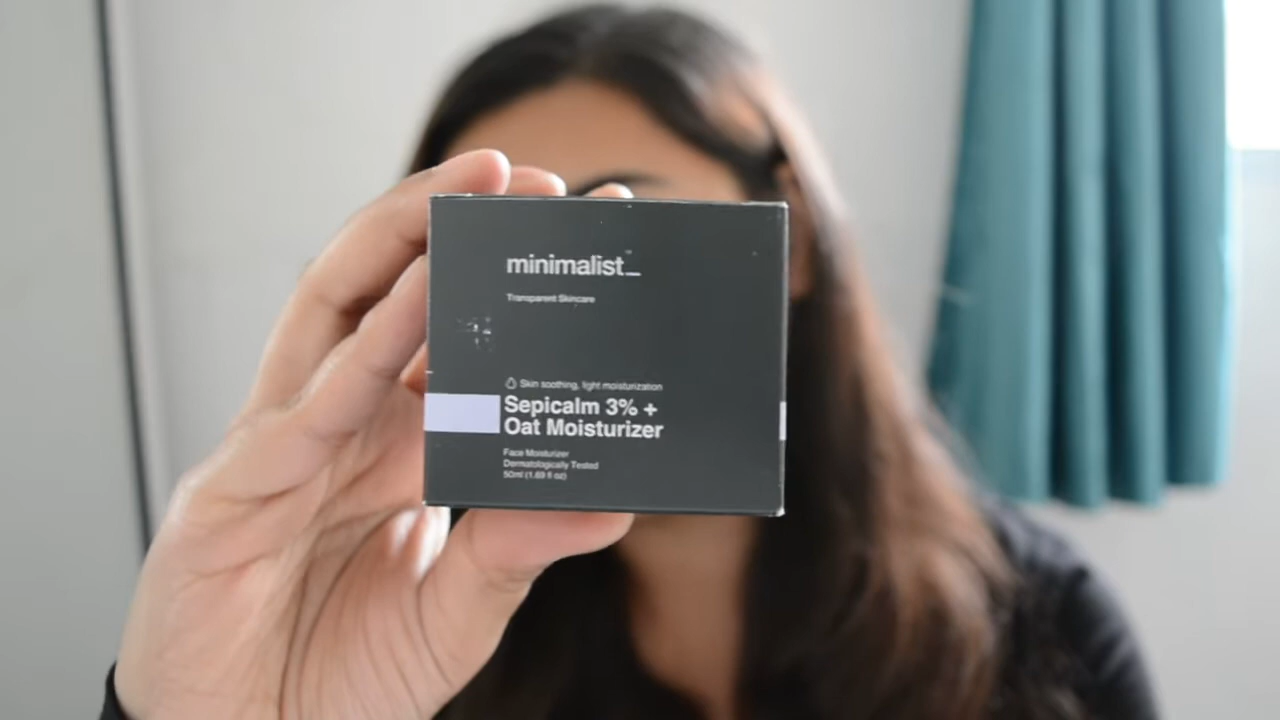 minimalist_
Transparent Skincare
Skin soothing, light moisturization
Sepicalm 3% +
Oat Moisturizer
Face Moisturizer
Dermatologically Tested
50ml (1.69 fl oz)